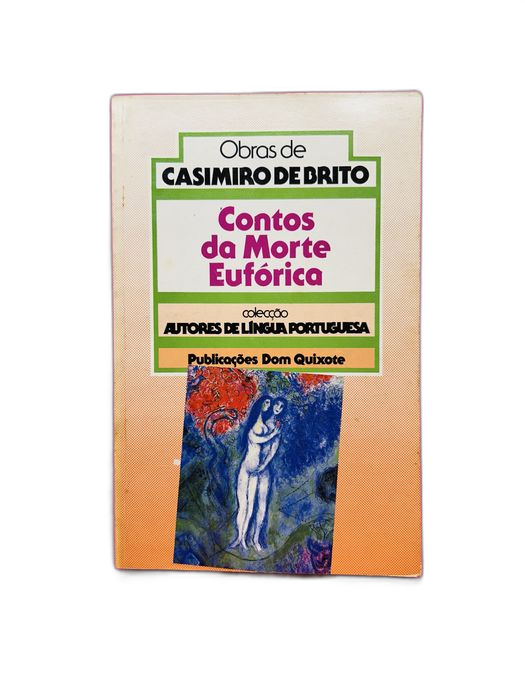 Obras de
CASIMIRO DE BRITO
Contos
da Morte
Eufórica
colecção
AUTORES DE LÍNGUA PORTUGUESA
Publicações Dom Quixote